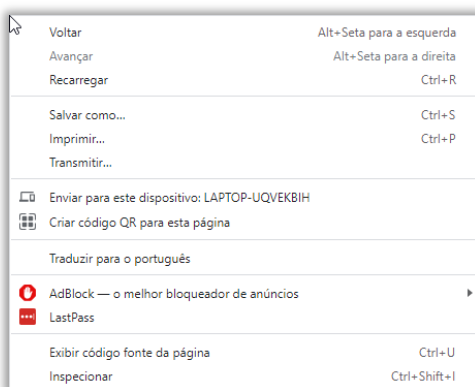 Voltar Alt+Seta para a esquerda
Avançar Alt+Seta para a direita
Recarregar Ctrl+R
Salvar como... Ctrl+S
Imprimir... Ctrl+P
Transmitir...
Enviar para este dispositivo: LAPTOP-UQVEKBIH
Criar código QR para esta página
Traduzir para o português
AdBlock — o melhor bloqueador de anúncios
LastPass
Exibir código fonte da página Ctrl+U
Inspecionar Ctrl+Shift+I